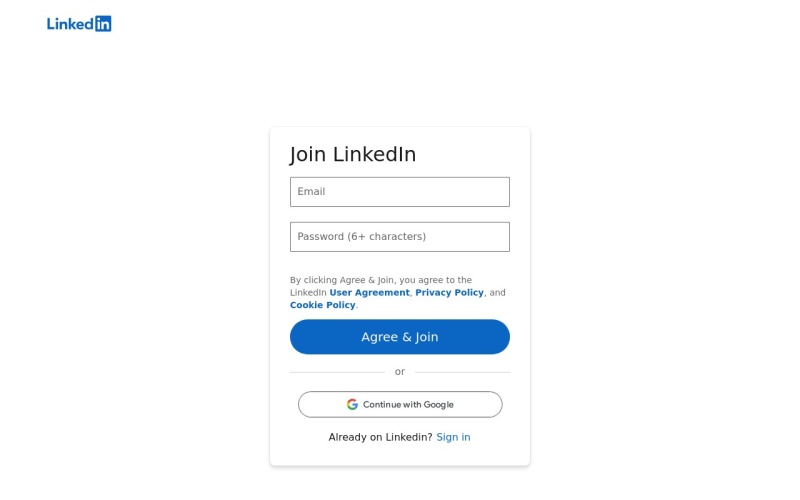 Linkedin
Join LinkedIn
Email
Password (6+ characters)
By clicking Agree & Join, you agree to the
LinkedIn User Agreement, Privacy Policy, and
Cookie Policy.
Agree & Join
or
Continue with Google
Already on Linkedin? Sign in